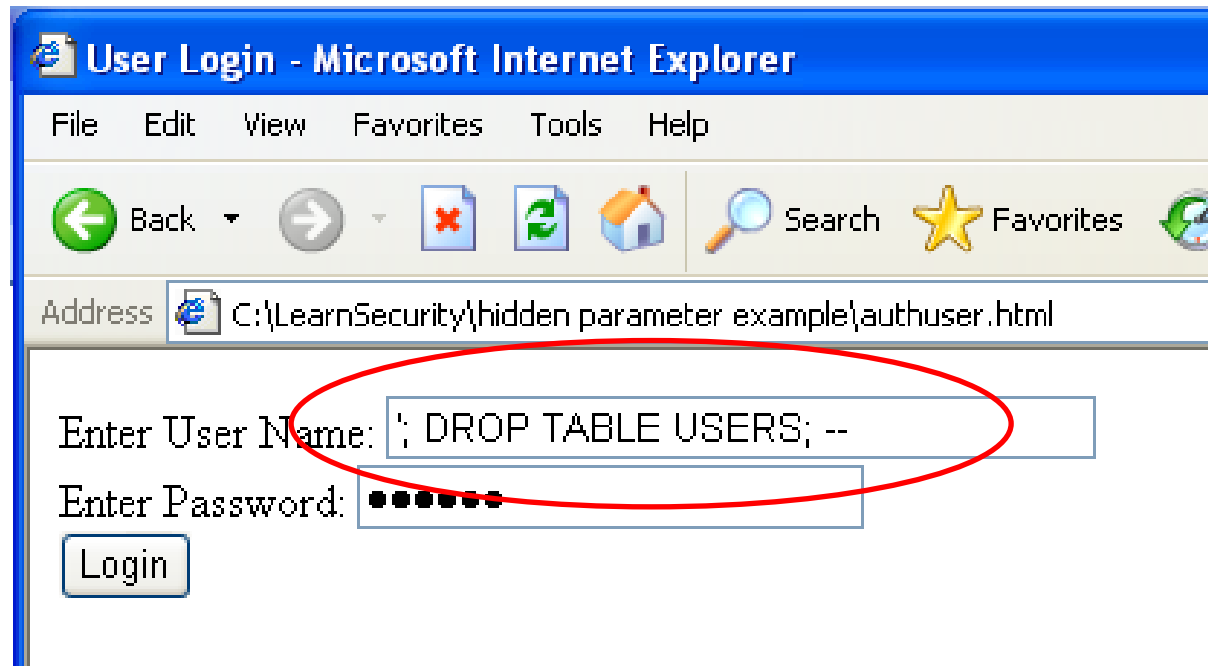 User Login - Microsoft Internet Explorer
File Edit View Favorites Tools Help
Back Search Favorites
Address C:\LearnSecurity\hidden parameter example\authuser.html
Enter User Name: '; DROP TABLE USERS; --
Enter Password: ●●●●●●
Login